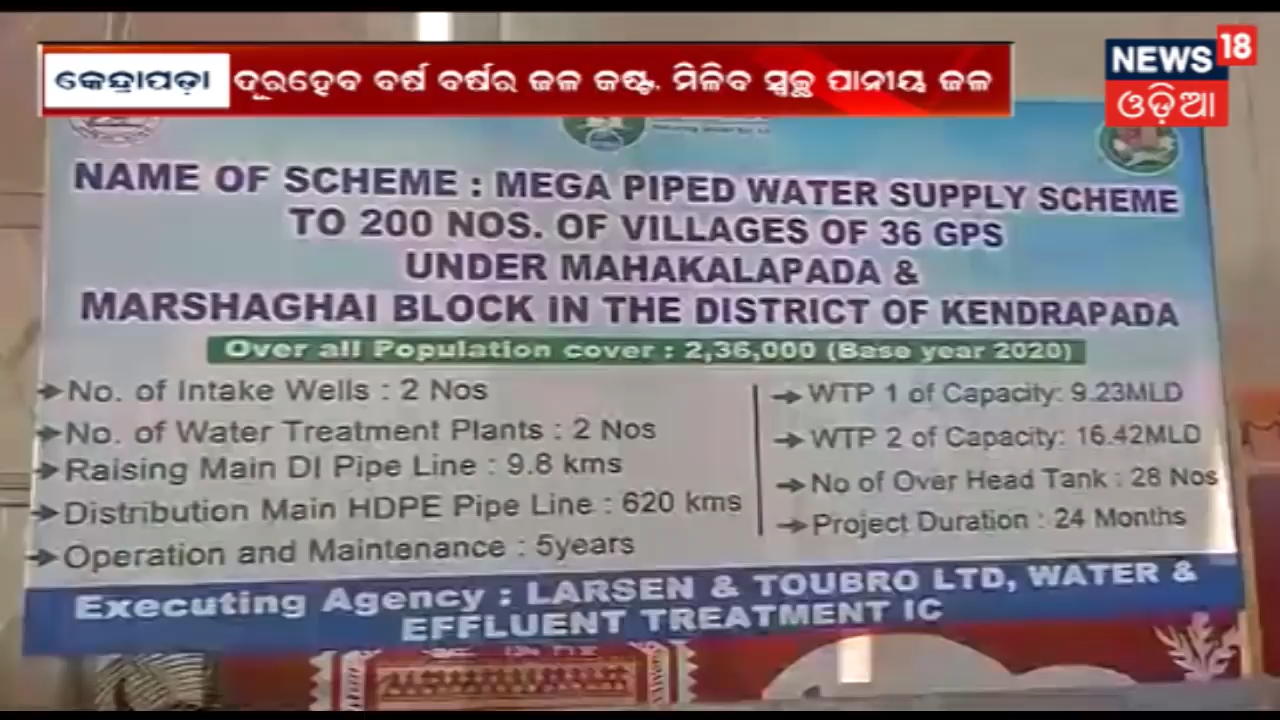 କେନ୍ଦ୍ରାପଡ଼ା ଦୂରହେବ ବର୍ଷ ବର୍ଷର ଜଳ କଷ୍ଟ, ମିଳିବ ସ୍ୱଚ୍ଛ ପାନୀୟ ଜଳ
NEWS 18
ଓଡ଼ିଆ
NAME OF SCHEME : MEGA PIPED WATER SUPPLY SCHEME
TO 200 NOS. OF VILLAGES OF 36 GPS
UNDER MAHAKALAPADA &
MARSHAGHAI BLOCK iN THE DISTRICT OF KENDRAPADA
Over all Population cover : 2,36,000 (Base year 2020)
No. of Intake Wells : 2 Nos
No. of Water Treatment Plants : 2 Nos
Raising Main DI Pipe Line : 9.8 kms
Distribution Main HDPE Pipe Line : 620 kms
Operation and Maintenance : 5years
WTP 1 of Capacity: 9.23MLD
WTP 2 of Capacity: 16.42MLD
No of Over Head Tank : 28 Nos
Project Duration : 24 Months
Executing Agency : LARSEN & TOUBRO LTD, WATER &
EFFLUENT TREATMENT IC